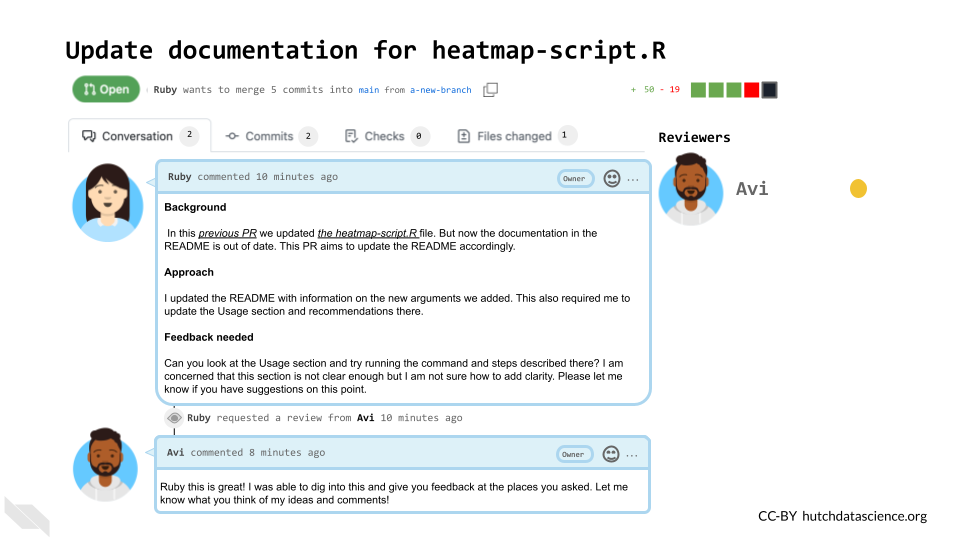 Update documentation for heatmap-script.R
Open Ruby wants to merge 5 commits into main from a-new-branch + 50 - 19
Conversation 2 Commits 2 Checks 0 Files changed 1
Reviewers
Avi
Ruby commented 10 minutes ago Owner ...
Background
In this previous PR we updated the heatmap-script.R file. But now the documentation in the
README is out of date. This PR aims to update the README accordingly.
Approach
I updated the README with information on the new arguments we added. This also required me to
update the Usage section and recommendations there.
Feedback needed
Can you look at the Usage section and try running the command and steps described there? I am
concerned that this section is not clear enough but I am not sure how to add clarity. Please let me
know if you have suggestions on this point.
Ruby requested a review from Avi 10 minutes ago
Avi commented 8 minutes ago Owner ...
Ruby this is great! I was able to dig into this and give you feedback at the places you asked. Let me
know what you think of my ideas and comments!
CC-BY hutchdatascience.org